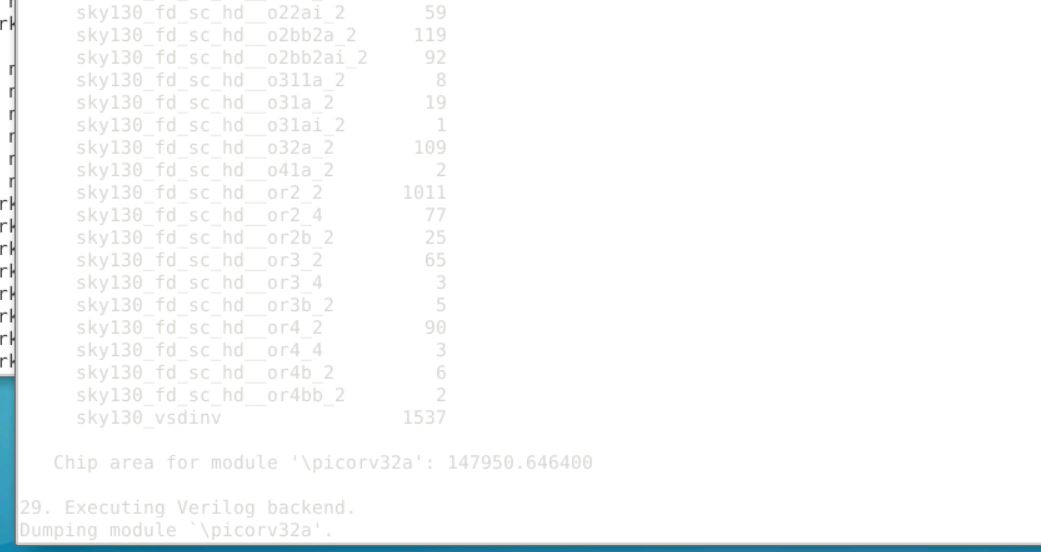 sky130_fd_sc_hd__o22ai_2 59
sky130_fd_sc_hd__o2bb2a_2 119
sky130_fd_sc_hd__o2bb2ai_2 92
sky130_fd_sc_hd__o311a_2 8
sky130_fd_sc_hd__o31a_2 19
sky130_fd_sc_hd__o31ai_2 1
sky130_fd_sc_hd__o32a_2 109
sky130_fd_sc_hd__o41a_2 2
sky130_fd_sc_hd__or2_2 1011
sky130_fd_sc_hd__or2_4 77
sky130_fd_sc_hd__or2b_2 25
sky130_fd_sc_hd__or3_2 65
sky130_fd_sc_hd__or3_4 3
sky130_fd_sc_hd__or3b_2 5
sky130_fd_sc_hd__or4_2 90
sky130_fd_sc_hd__or4_4 3
sky130_fd_sc_hd__or4b_2 6
sky130_fd_sc_hd__or4bb_2 2
sky130_vsdinv 1537
Chip area for module '\picorv32a': 147950.646400
29. Executing Verilog backend.
Dumping module `\picorv32a'.